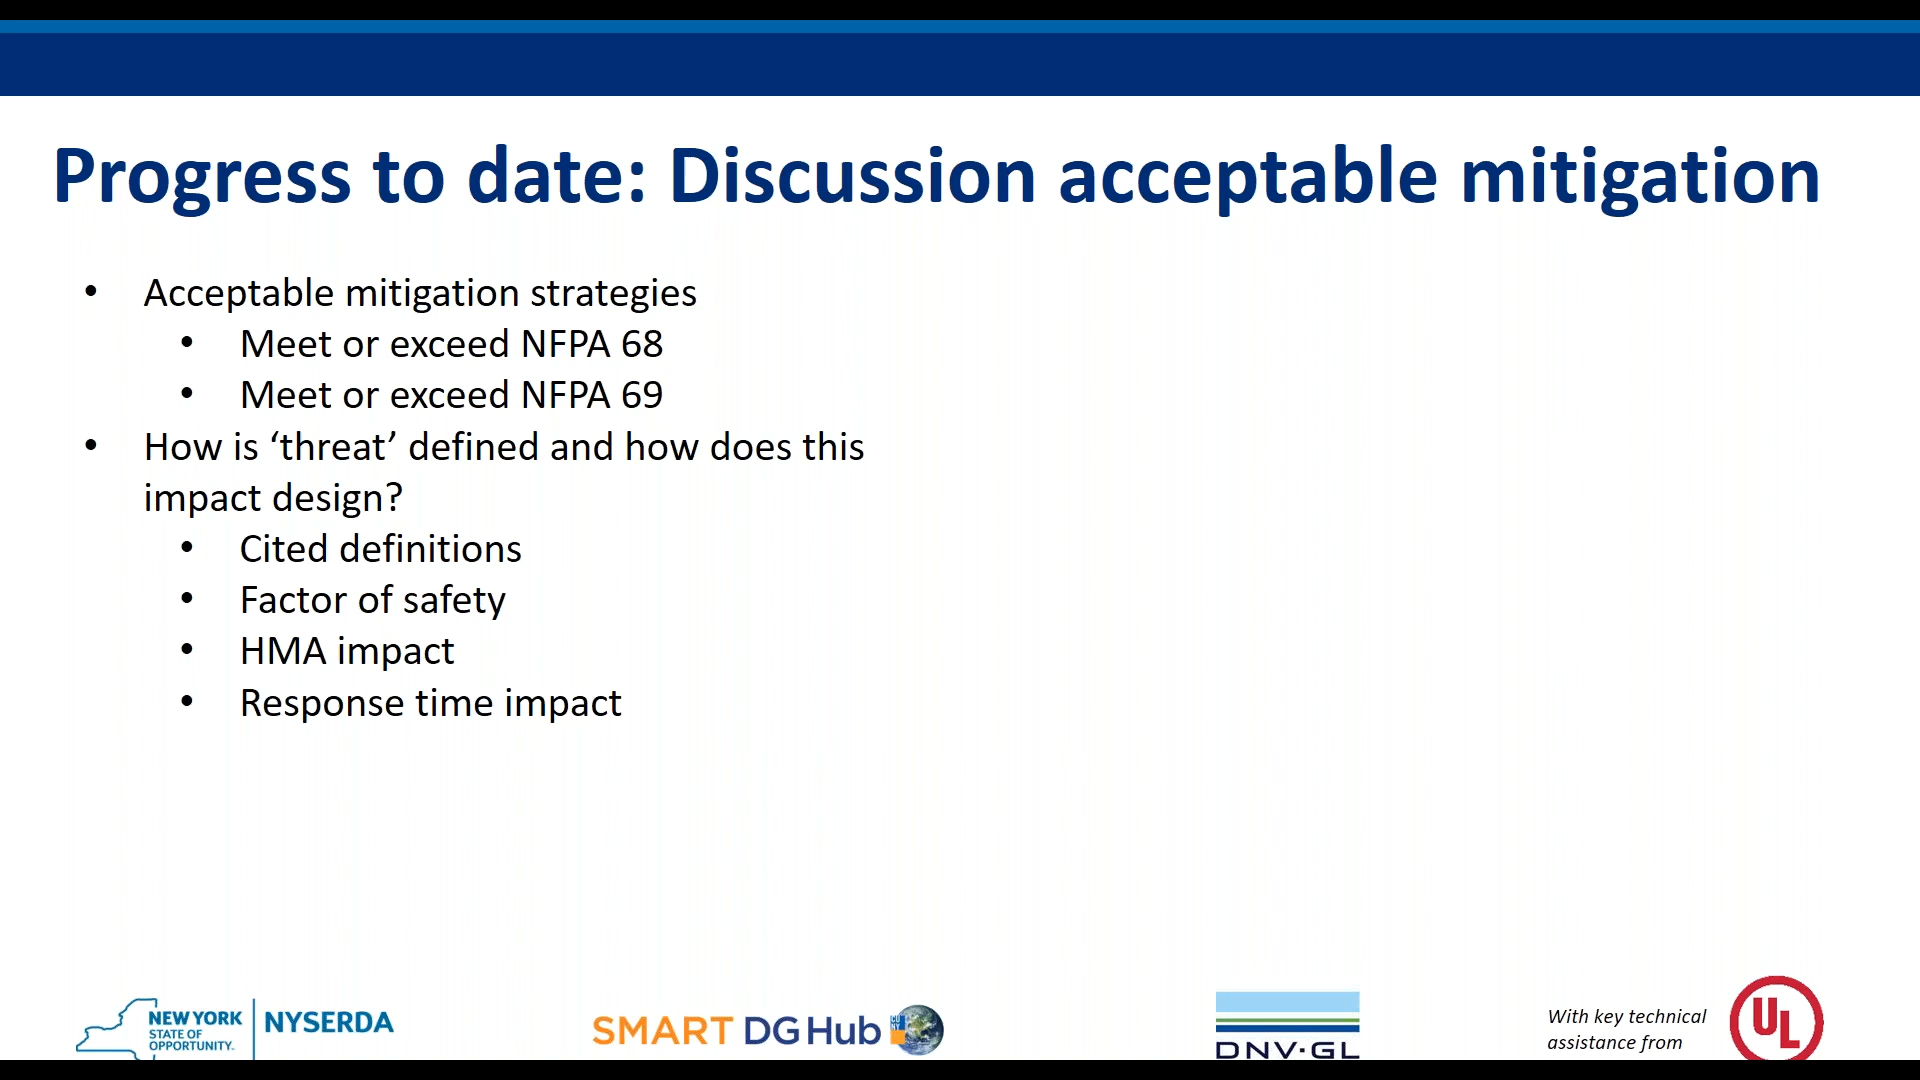 Progress to date: Discussion acceptable mitigation
• Acceptable mitigation strategies
• Meet or exceed NFPA 68
• Meet or exceed NFPA 69
• How is ‘threat’ defined and how does this
impact design?
• Cited definitions
• Factor of safety
• HMA impact
• Response time impact
NEW YORK
STATE OF
OPPORTUNITY.
NYSERDA
SMART DG Hub
CUNY
DNV·GL
With key technical
assistance from
UL